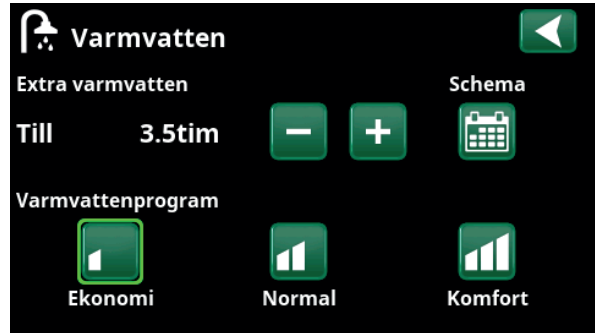 Varmvatten
Extra varmvatten Schema
Till 3.5tim
Varmvattenprogram
Ekonomi Normal Komfort